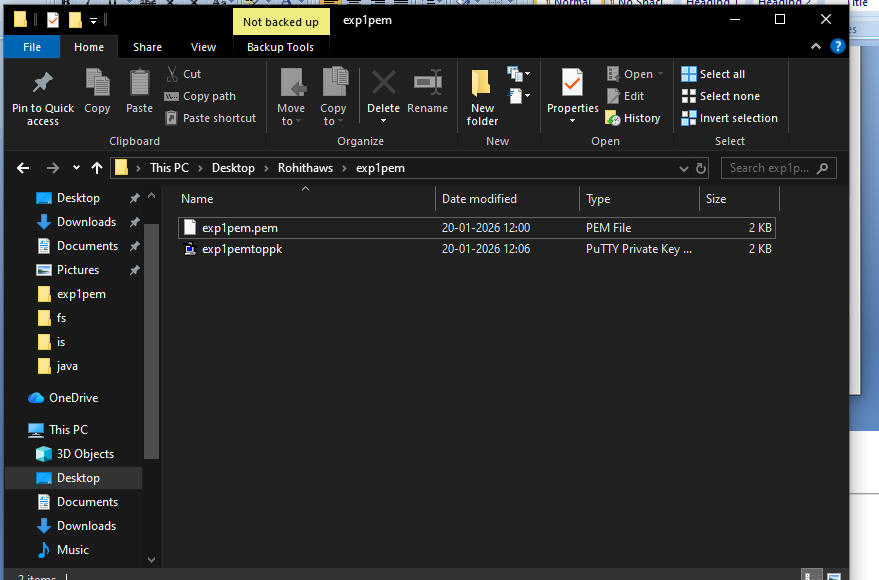 Not backed up exp1pem
File Home Share View Backup Tools
Pin to Quick access
Copy
Paste
Cut
Copy path
Paste shortcut
Clipboard
Move to
Copy to
Delete
Rename
Organize
New folder
New
Properties
Open
Edit
History
Open
Select all
Select none
Invert selection
Select
This PC > Desktop > Rohithaws > exp1pem
Search exp1p...
Desktop
Downloads
Documents
Pictures
exp1pem
fs
is
java
OneDrive
This PC
3D Objects
Desktop
Documents
Downloads
Music
Name Date modified Type Size
exp1pem.pem 20-01-2026 12:00 PEM File 2 KB
exp1pemtoppk 20-01-2026 12:06 PuTTY Private Key ... 2 KB
2 items